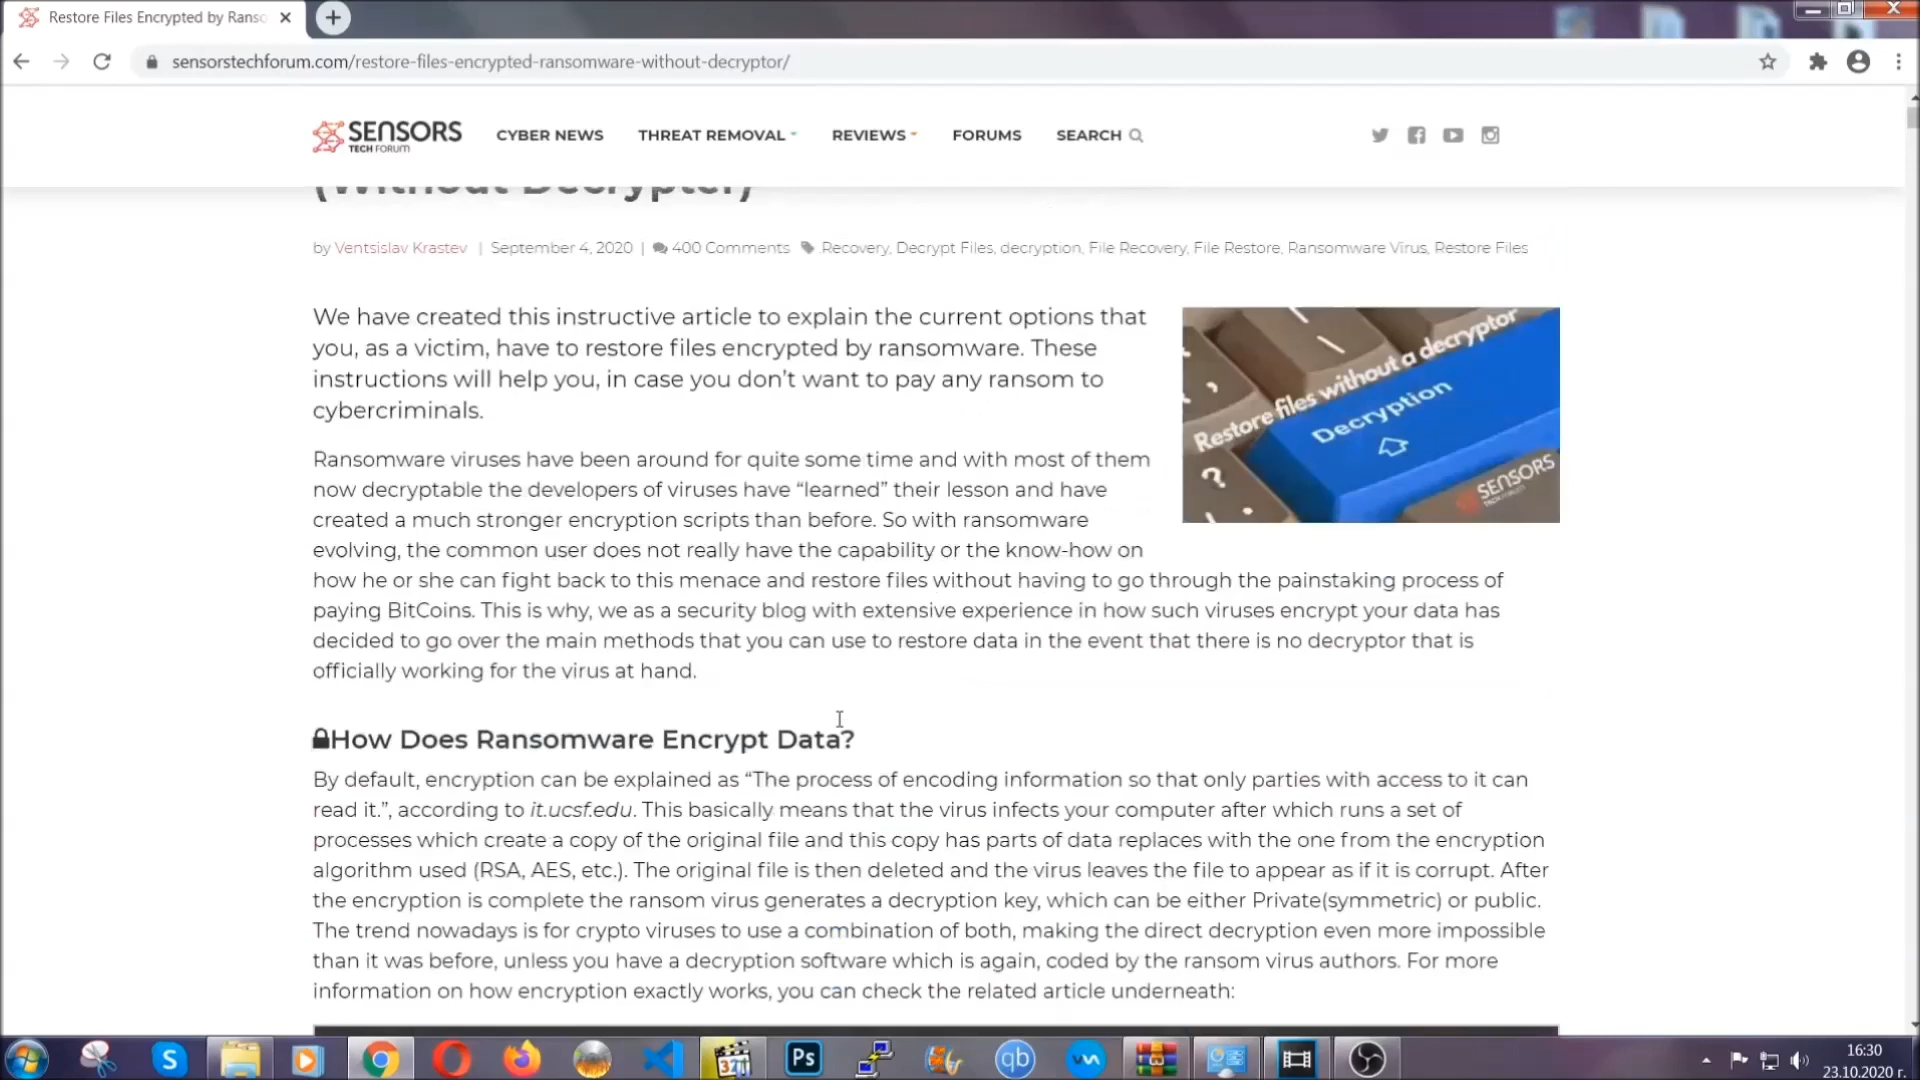 Restore Files Encrypted by Ranso
sensorstechforum.com/restore-files-encrypted-ransomware-without-decryptor/
SENSORS
TECH FORUM
CYBER NEWS THREAT REMOVAL REVIEWS FORUMS SEARCH
(Without Decrypter)
by Ventsislav Krastev | September 4, 2020 | 400 Comments Recovery, Decrypt Files, decryption, File Recovery, File Restore, Ransomware Virus, Restore Files
We have created this instructive article to explain the current options that
you, as a victim, have to restore files encrypted by ransomware. These
instructions will help you, in case you don’t want to pay any ransom to
cybercriminals.
Restore files without a decryptor
Decryption
SENSORS
Ransomware viruses have been around for quite some time and with most of them
now decryptable the developers of viruses have “learned” their lesson and have
created a much stronger encryption scripts than before. So with ransomware
evolving, the common user does not really have the capability or the know-how on
how he or she can fight back to this menace and restore files without having to go through the painstaking process of
paying BitCoins. This is why, we as a security blog with extensive experience in how such viruses encrypt your data has
decided to go over the main methods that you can use to restore data in the event that there is no decryptor that is
officially working for the virus at hand.
How Does Ransomware Encrypt Data?
By default, encryption can be explained as “The process of encoding information so that only parties with access to it can
read it.”, according to it.ucsf.edu. This basically means that the virus infects your computer after which runs a set of
processes which create a copy of the original file and this copy has parts of data replaces with the one from the encryption
algorithm used (RSA, AES, etc.). The original file is then deleted and the virus leaves the file to appear as if it is corrupt. After
the encryption is complete the ransom virus generates a decryption key, which can be either Private(symmetric) or public.
The trend nowadays is for crypto viruses to use a combination of both, making the direct decryption even more impossible
than it was before, unless you have a decryption software which is again, coded by the ransom virus authors. For more
information on how encryption exactly works, you can check the related article underneath:
Ps
qb
16:30
23.10.2020 г.